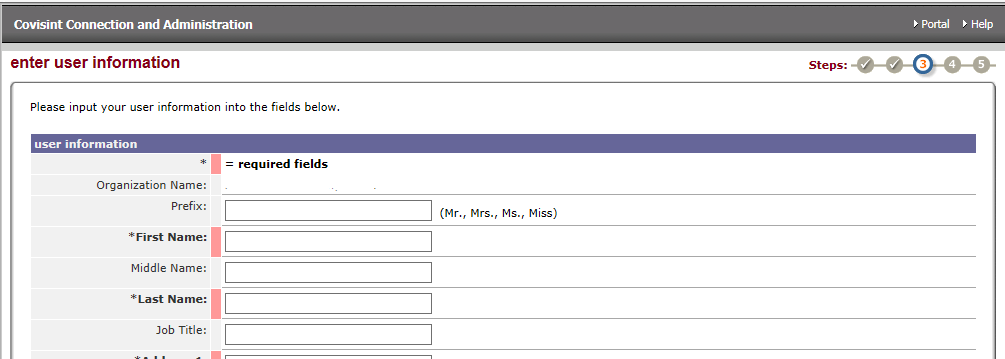 Covisint Connection and Administration
Portal Help
enter user information
Steps: 3 4 5
Please input your user information into the fields below.
user information
* = required fields
Organization Name:
Prefix: (Mr., Mrs., Ms., Miss)
*First Name:
Middle Name:
*Last Name:
Job Title: